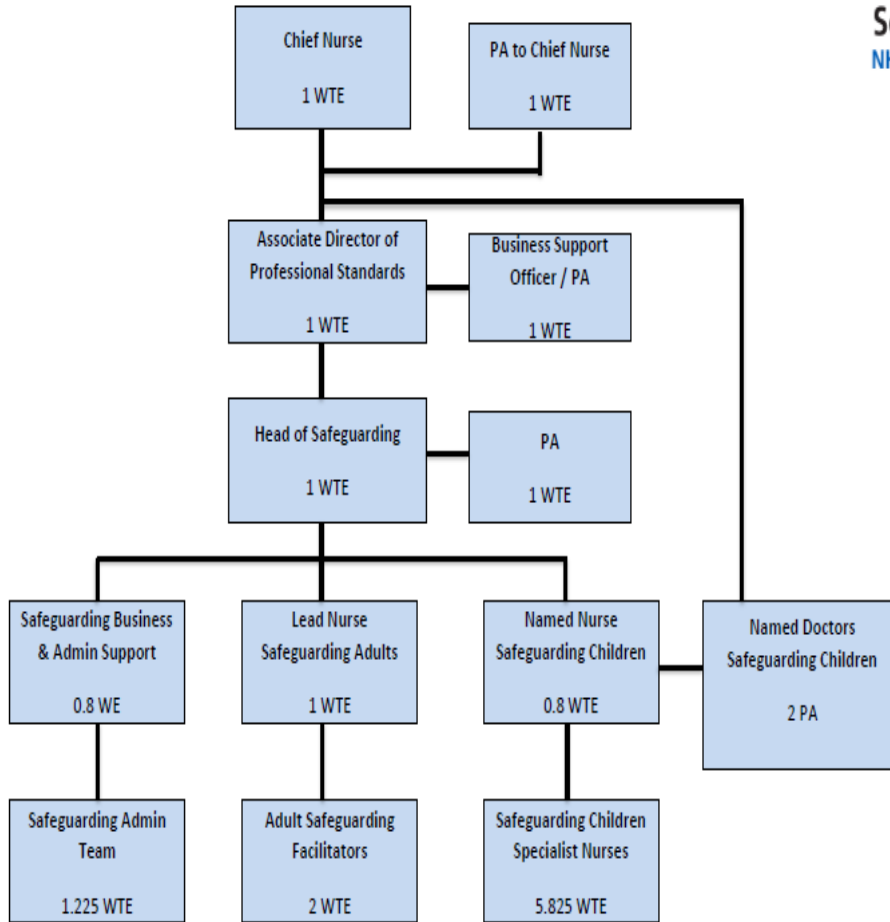 Chief Nurse
1 WTE
PA to Chief Nurse
1 WTE
Associate Director of
Professional Standards
1 WTE
Business Support
Officer / PA
1 WTE
Head of Safeguarding
1 WTE
PA
1 WTE
Safeguarding Business
& Admin Support
0.8 WE
Lead Nurse
Safeguarding Adults
1 WTE
Named Nurse
Safeguarding Children
0.8 WTE
Named Doctors
Safeguarding Children
2 PA
Safeguarding Admin
Team
1.225 WTE
Adult Safeguarding
Facilitators
2 WTE
Safeguarding Children
Specialist Nurses
5.825 WTE